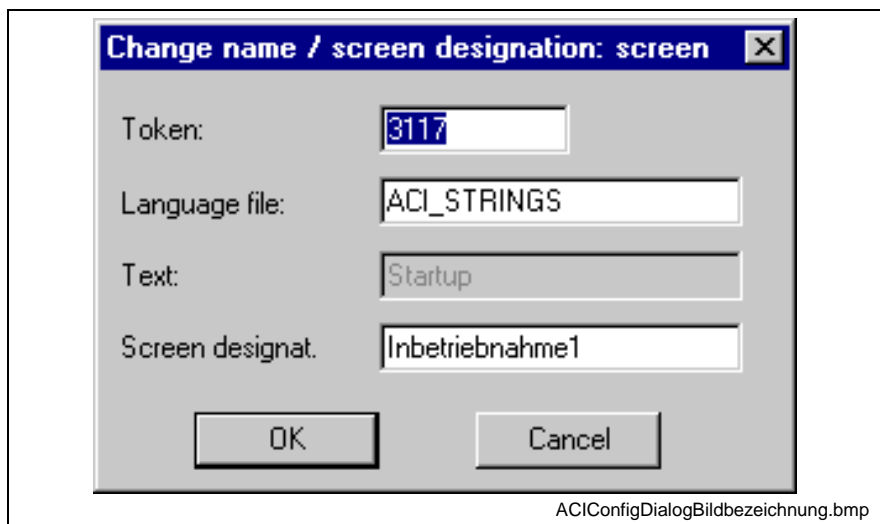 Change name / screen designation: screen
Token: 3117
Language file: ACI_STRINGS
Text: Startup
Screen designat. Inbetriebnahme1
OK Cancel
ACIConfigDialogBildbezeichnung.bmp